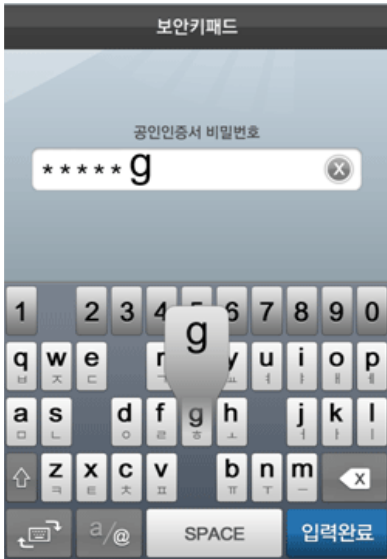 보안키패드
공인인증서 비밀번호
*****g
g
1 2 3 4 5 6 7 8 9 0
q w e r y u i o p
ㅂ ㅈ ㄷ ㄱ ㅛ ㅕ ㅑ ㅐ ㅔ
a s d f g h j k l
ㅁ ㄴ ㅇ ㄹ ㅎ ㅗ ㅓ ㅏ ㅣ
z x c v b n m
ㅋ ㅌ ㅊ ㅍ ㅠ ㅜ ㅡ
a/@ SPACE 입력완료